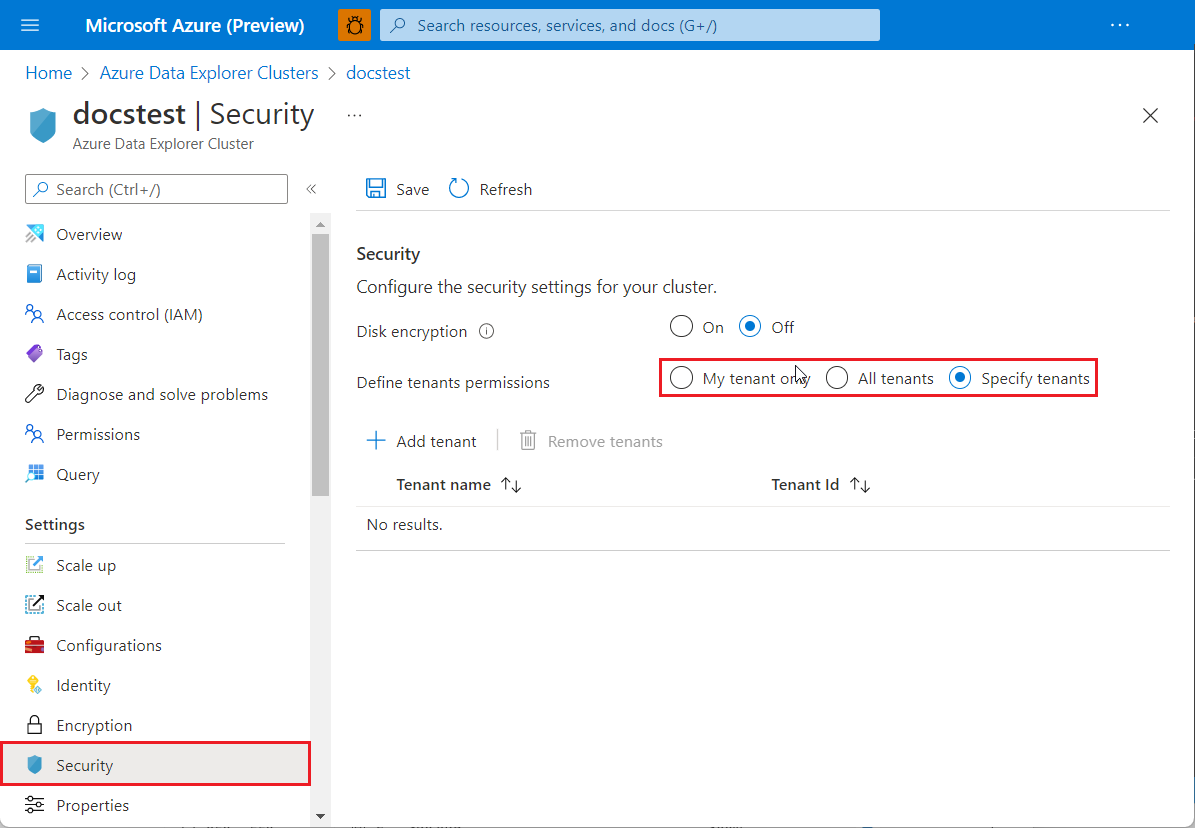 Microsoft Azure (Preview)
Search resources, services, and docs (G+/)
Home > Azure Data Explorer Clusters > docstest
docstest | Security
Azure Data Explorer Cluster
Search (Ctrl+/)
Overview
Activity log
Access control (IAM)
Tags
Diagnose and solve problems
Permissions
Query
Settings
Scale up
Scale out
Configurations
Identity
Encryption
Security
Properties
Save
Refresh
Security
Configure the security settings for your cluster.
Disk encryption
On
Off
Define tenants permissions
My tenant only
All tenants
Specify tenants
Add tenant
Remove tenants
Tenant name
Tenant Id
No results.